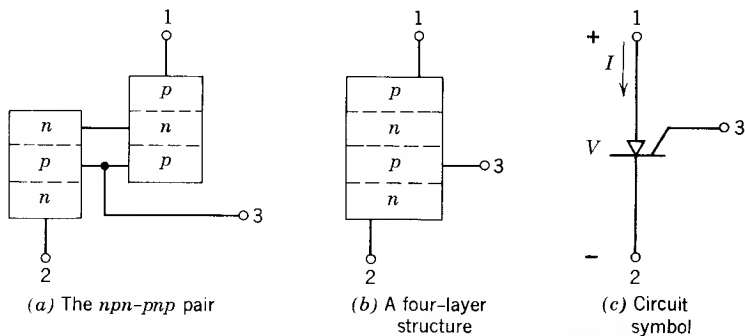 1
p
n
p
n
p
n
3
2
(a) The npn-pnp pair
1
p
n
p
n
3
2
(b) A four-layer
structure
1
+
I
3
V
-
2
(c) Circuit
symbol